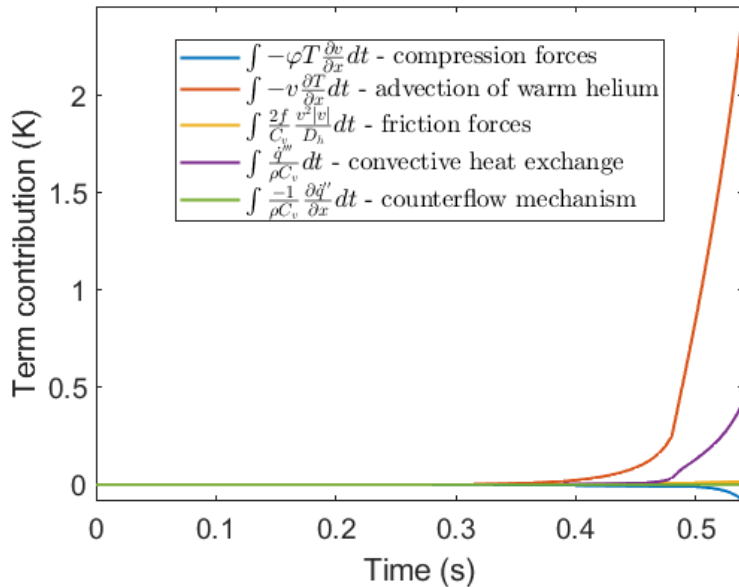 2
1.5
1
0.5
0
Term contribution (K)
∫ −φT ∂v/∂x dt - compression forces
∫ −v ∂T/∂x dt - advection of warm helium
∫ 2f/C_v v²|v|/D_h dt - friction forces
∫ q̇‴/ρC_v dt - convective heat exchange
∫ −1/ρC_v ∂q̇″/∂x dt - counterflow mechanism
0 0.1 0.2 0.3 0.4 0.5
Time (s)